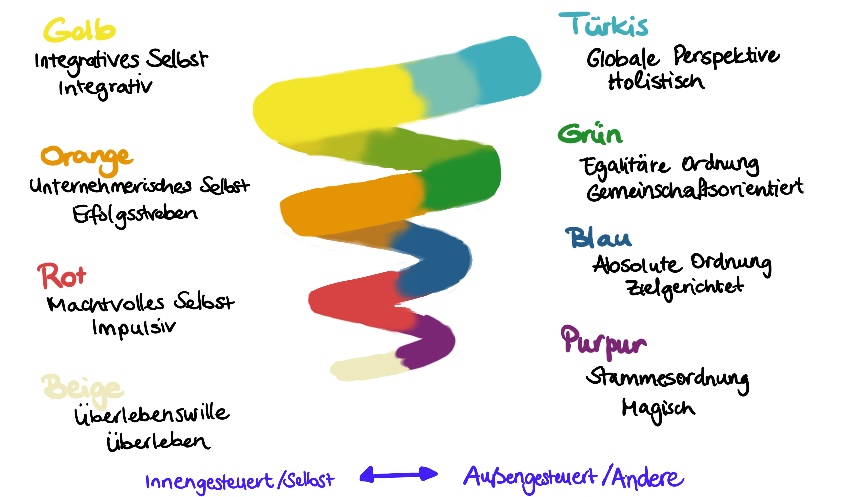 Gelb
Integratives Selbst
Integrativ
Orange
Unternehmerisches Selbst
Erfolgsstreben
Rot
Machtvolles Selbst
Impulsiv
Beige
Überlebenswille
Überleben
Türkis
Globale Perspektive
Holistisch
Grün
Egalitäre Ordnung
Gemeinschaftsorientiert
Blau
Absolute Ordnung
Zielgerichtet
Purpur
Stammesordnung
Magisch
Innengesteuert/Selbst
Außengesteuert/Andere